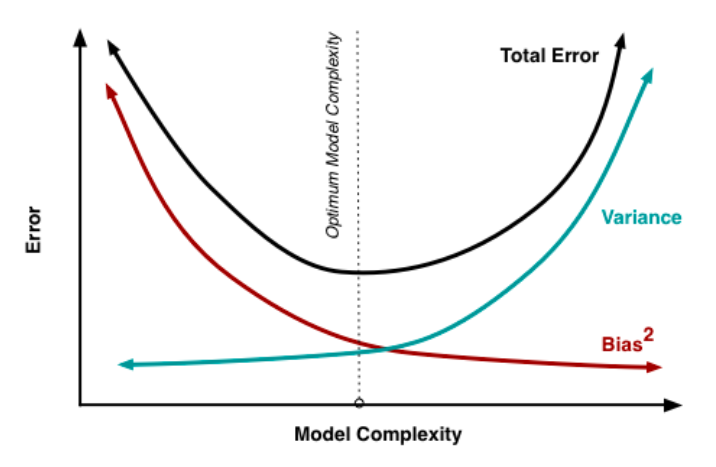 Total Error
Optimum Model Complexity
Variance
Error
Bias²
Model Complexity